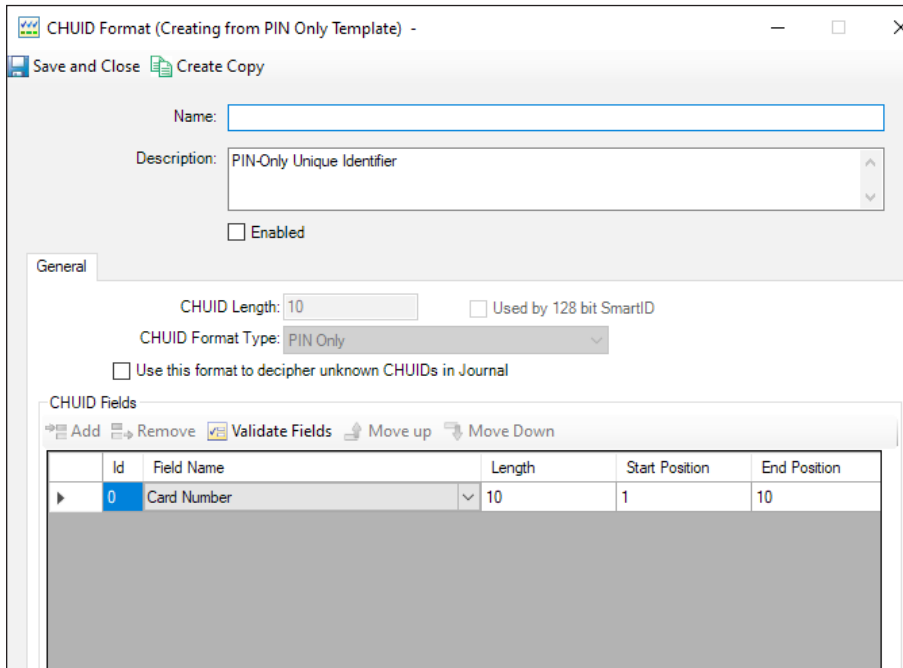 CHUID Format (Creating from PIN Only Template) -
Save and Close Create Copy
Name:
Description: PIN-Only Unique Identifier
Enabled
General
CHUID Length: 10 Used by 128 bit SmartID
CHUID Format Type: PIN Only
Use this format to decipher unknown CHUIDs in Journal
CHUID Fields
Add Remove Validate Fields Move up Move Down
Id Field Name Length Start Position End Position
0 Card Number 10 1 10